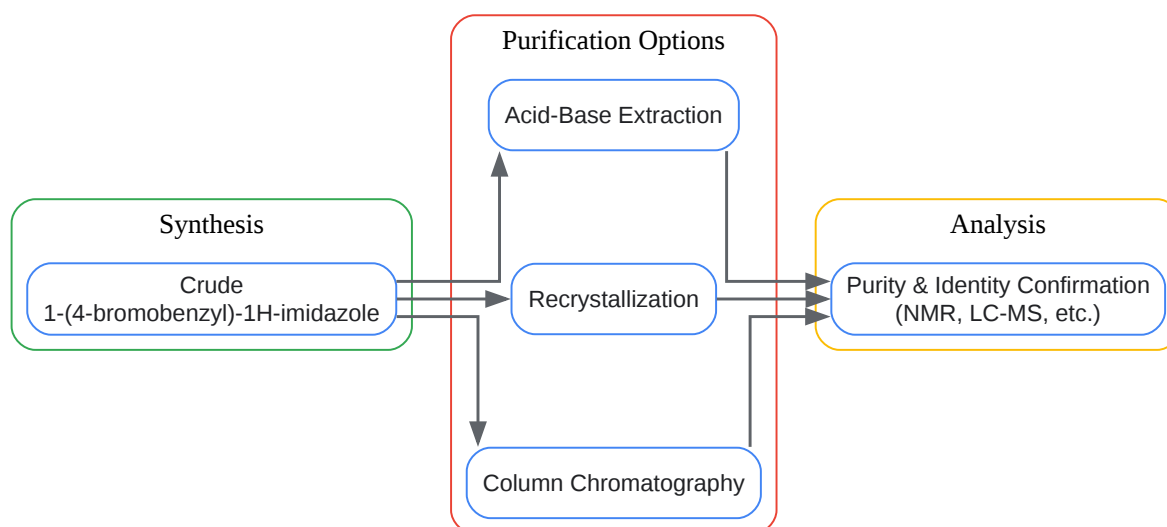 Purification Options
Acid-Base Extraction
Synthesis
Crude
1-(4-bromobenzyl)-1H-imidazole
Recrystallization
Column Chromatography
Analysis
Purity & Identity Confirmation
(NMR, LC-MS, etc.)